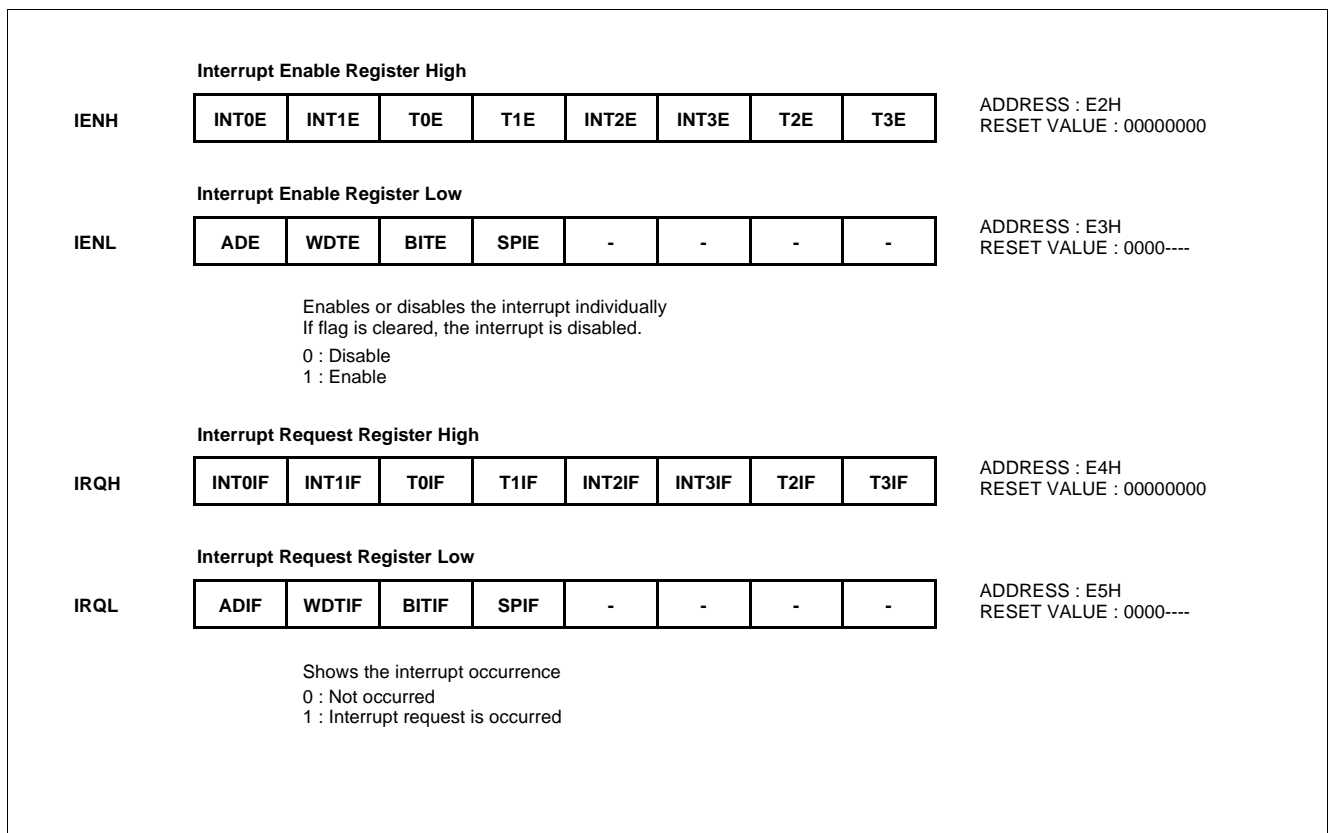 Interrupt Enable Register High
IENH INT0E INT1E T0E T1E INT2E INT3E T2E T3E ADDRESS : E2H
RESET VALUE : 00000000
Interrupt Enable Register Low
IENL ADE WDTE BITE SPIE - - - - ADDRESS : E3H
RESET VALUE : 0000----
Enables or disables the interrupt individually
If flag is cleared, the interrupt is disabled.
0 : Disable
1 : Enable
Interrupt Request Register High
IRQH INT0IF INT1IF T0IF T1IF INT2IF INT3IF T2IF T3IF ADDRESS : E4H
RESET VALUE : 00000000
Interrupt Request Register Low
IRQL ADIF WDTIF BITIF SPIF - - - - ADDRESS : E5H
RESET VALUE : 0000----
Shows the interrupt occurrence
0 : Not occurred
1 : Interrupt request is occurred